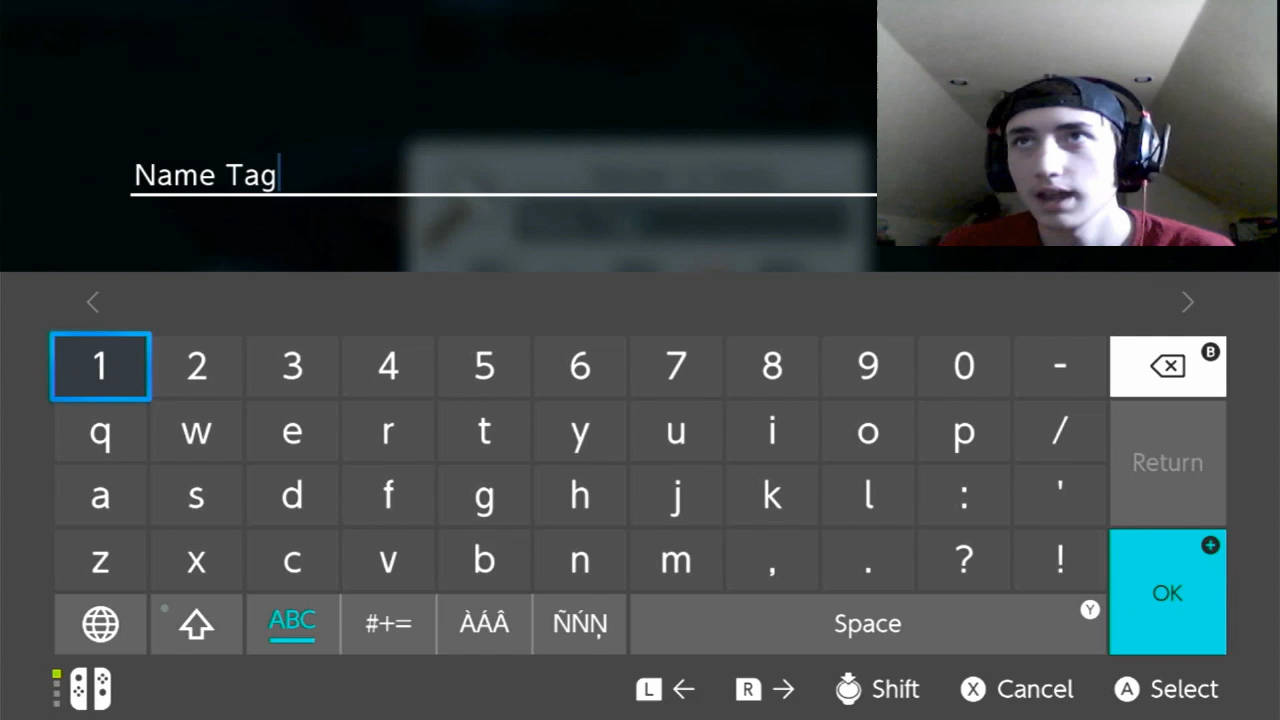 Name Tag
1 2 3 4 5 6 7 8 9 0 - B
q w e r t y u i o p /
Return
a s d f g h j k l : '
z x c v b n m , . ? ! +
OK
ABC #+= ÀÁÂ ÑŃŅ Space Y
L ← R → Shift X Cancel A Select